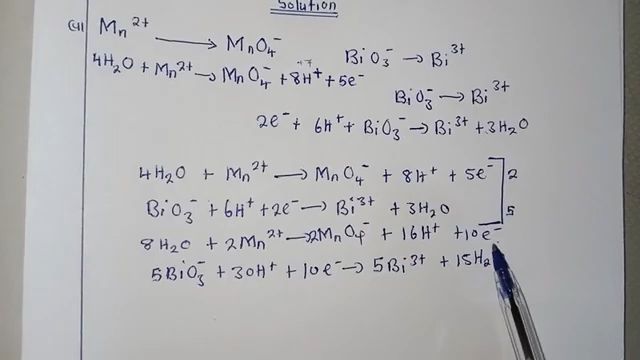 Solution
(4) Mn²⁺ ⟶ MnO₄⁻
BiO₃⁻ → Bi³⁺
4H₂O + Mn²⁺ → MnO₄⁻ + 8H⁺ + 5e⁻
BiO₃⁻ → Bi³⁺
2e⁻ + 6H⁺ + BiO₃⁻ → Bi³⁺ + 3H₂O
4H₂O + Mn²⁺ → MnO₄⁻ + 8H⁺ + 5e⁻ 2
BiO₃⁻ + 6H⁺ + 2e⁻ → Bi³⁺ + 3H₂O 5
8H₂O + 2Mn²⁺ → 2MnO₄⁻ + 16H⁺ + 10e⁻
5BiO₃⁻ + 30H⁺ + 10e⁻ → 5Bi³⁺ + 15H₂